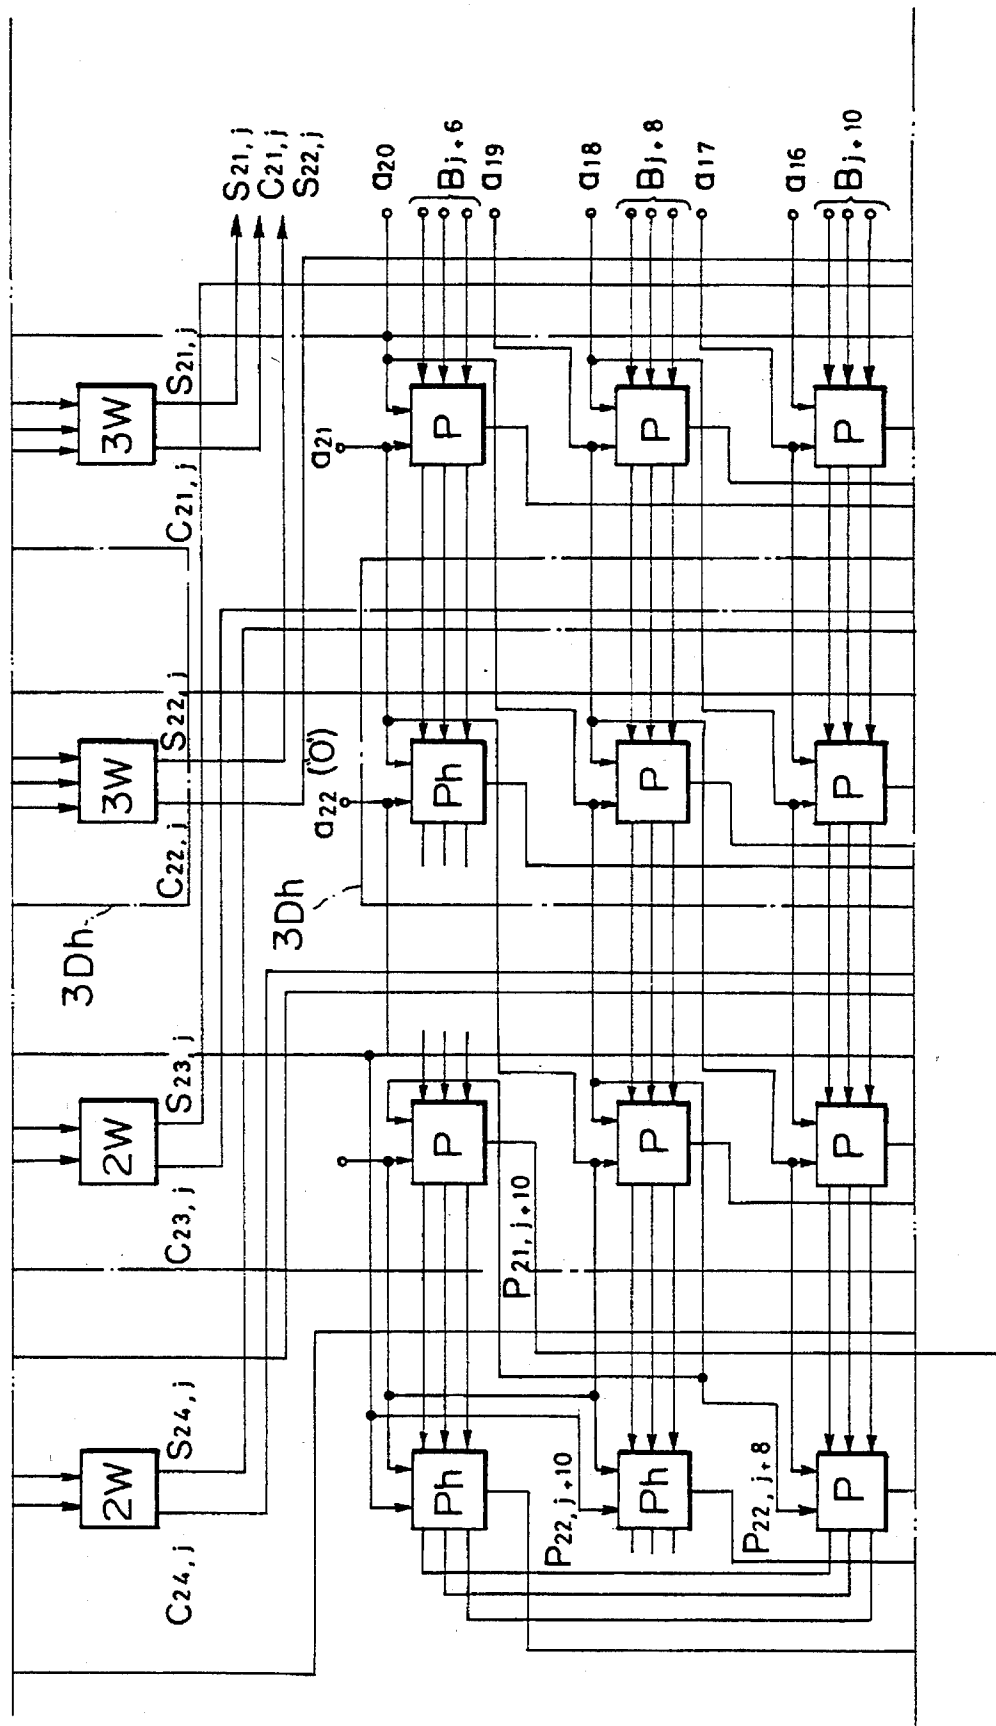 3Dh
2W 2W 3W 3W
C24,j S24,j C23,j S23,j C22,j S22,j C21,j S21,j
S21,j
C21,j
S22,j
3Dh
a22 ("0")
a21
a20
Ph P Ph P Bj+6
a19
P21,j+10
P22,j+10
a18
Ph P P P Bj+8
a17
P22,j+8
a16
P P P P Bj+10